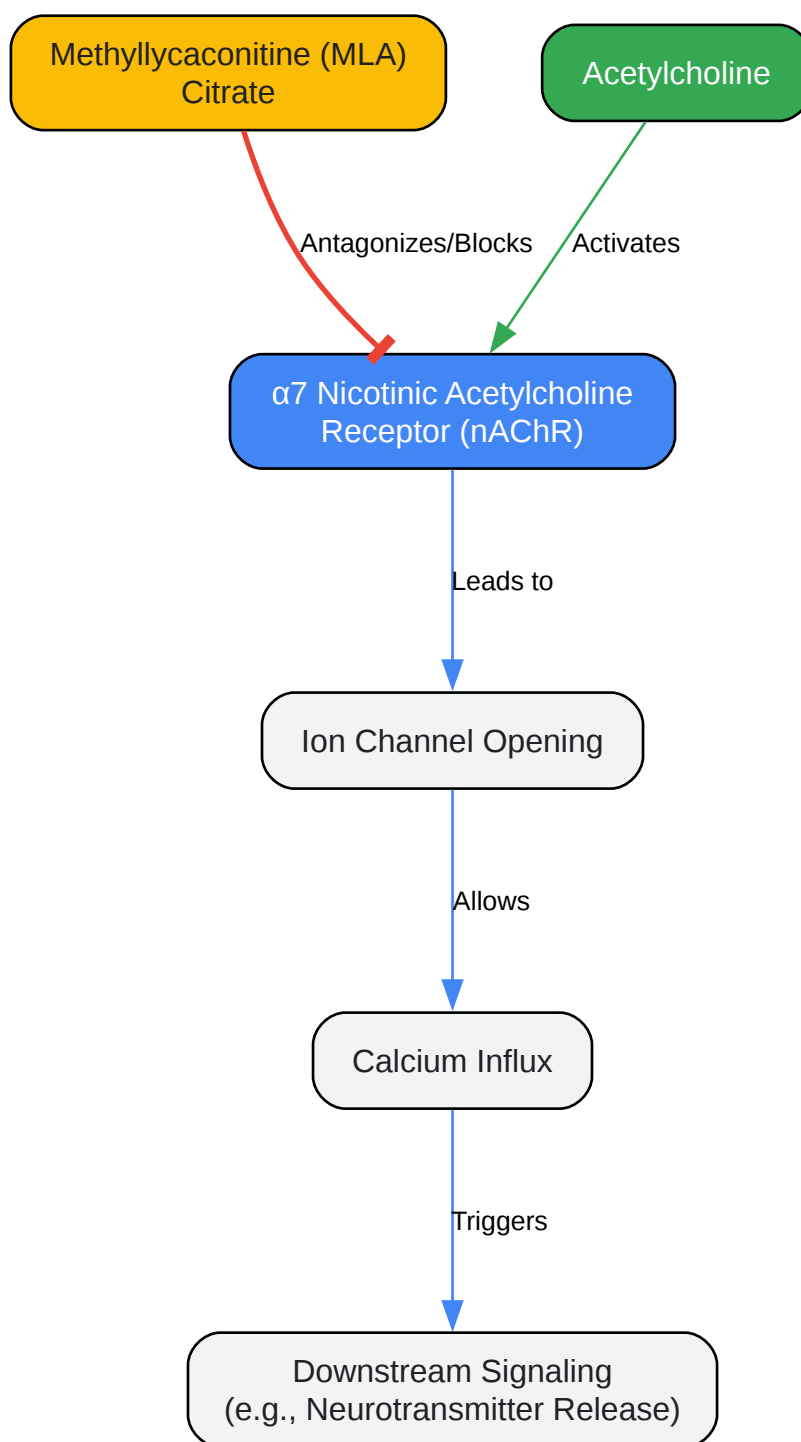 Methyllycaconitine (MLA)
Citrate
Acetylcholine
Antagonizes/Blocks
Activates
α7 Nicotinic Acetylcholine
Receptor (nAChR)
Leads to
Ion Channel Opening
Allows
Calcium Influx
Triggers
Downstream Signaling
(e.g., Neurotransmitter Release)